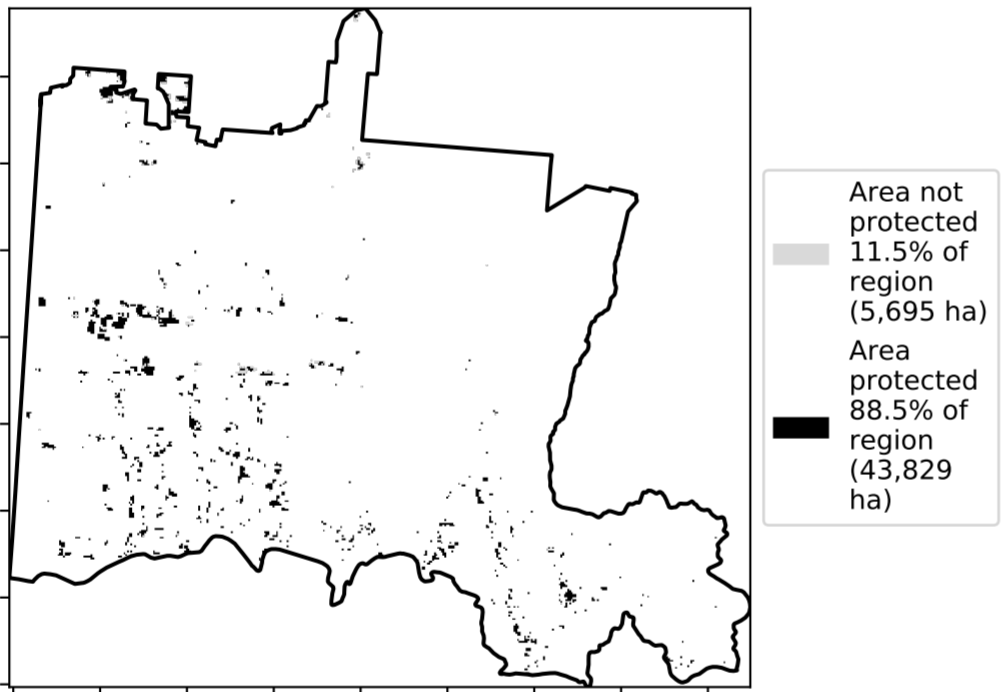 Area not
protected
11.5% of
region
(5,695 ha)
Area
protected
88.5% of
region
(43,829
ha)